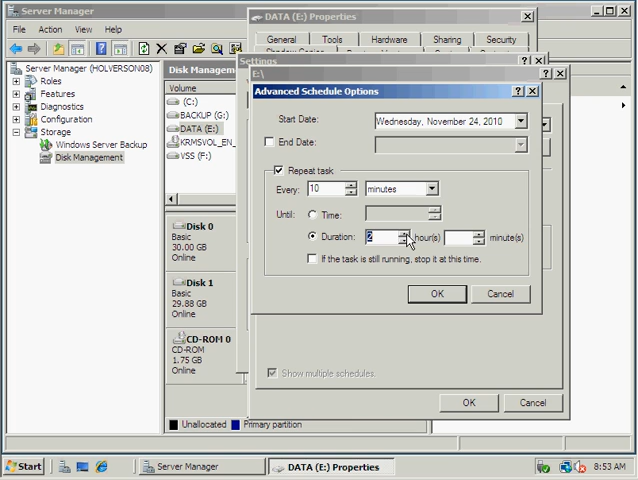 Server Manager
File Action View Help
Server Manager (HOLVERSON08)
Roles
Features
Diagnostics
Configuration
Storage
Windows Server Backup
Disk Management
Disk Manageme
Volume
(C:)
BACKUP (G:)
DATA (E:)
KRMSVOL_EN_
VSS (F:)
Disk 0
Basic
30.00 GB
Online
Disk 1
Basic
29.88 GB
Online
CD-ROM 0
CD-ROM
1.75 GB
Online
Unallocated Primary partition
DATA (E:) Properties
General Tools Hardware Sharing Security
Settings
E:\
Advanced Schedule Options
Start Date: Wednesday, November 24, 2010
End Date:
Repeat task
Every: 10 minutes
Until: Time:
Duration: 2 hour(s) minute(s)
If the task is still running, stop it at this time.
OK Cancel
Show multiple schedules.
OK Cancel
Start Server Manager DATA (E:) Properties 8:53 AM